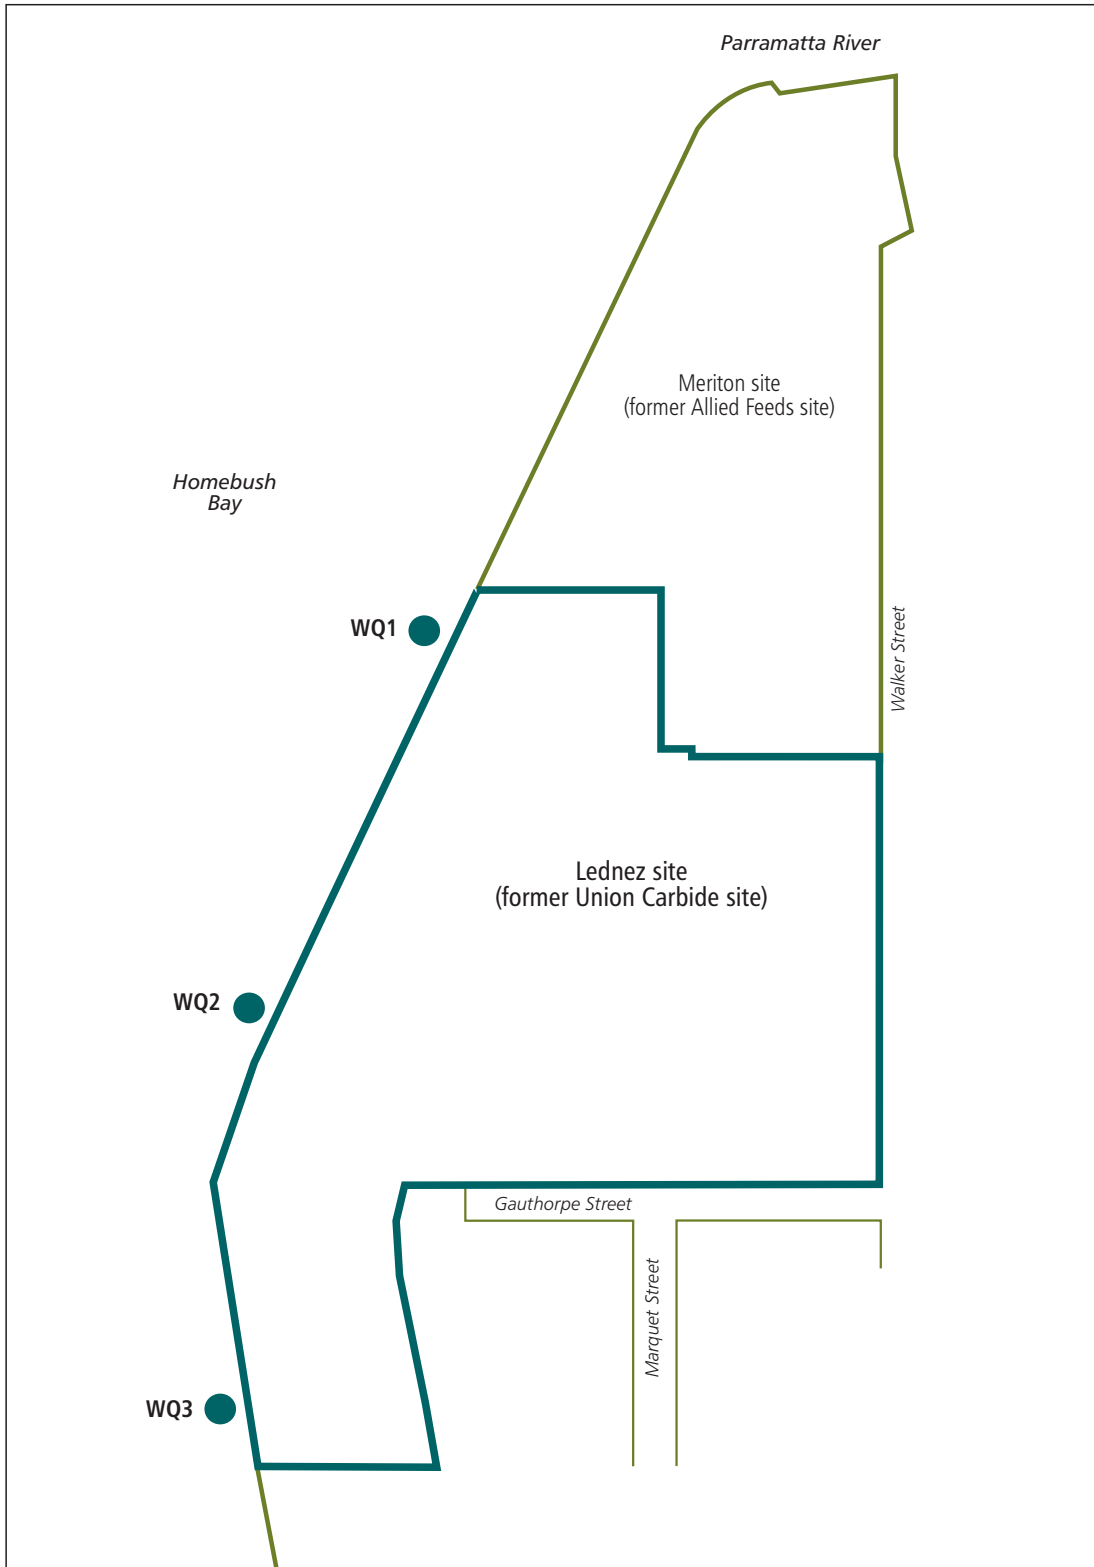 Parramatta River
Meriton site
(former Allied Feeds site)
Homebush
Bay
WQ1
Walker Street
Lednez site
(former Union Carbide site)
WQ2
Gauthorpe Street
Marquet Street
WQ3